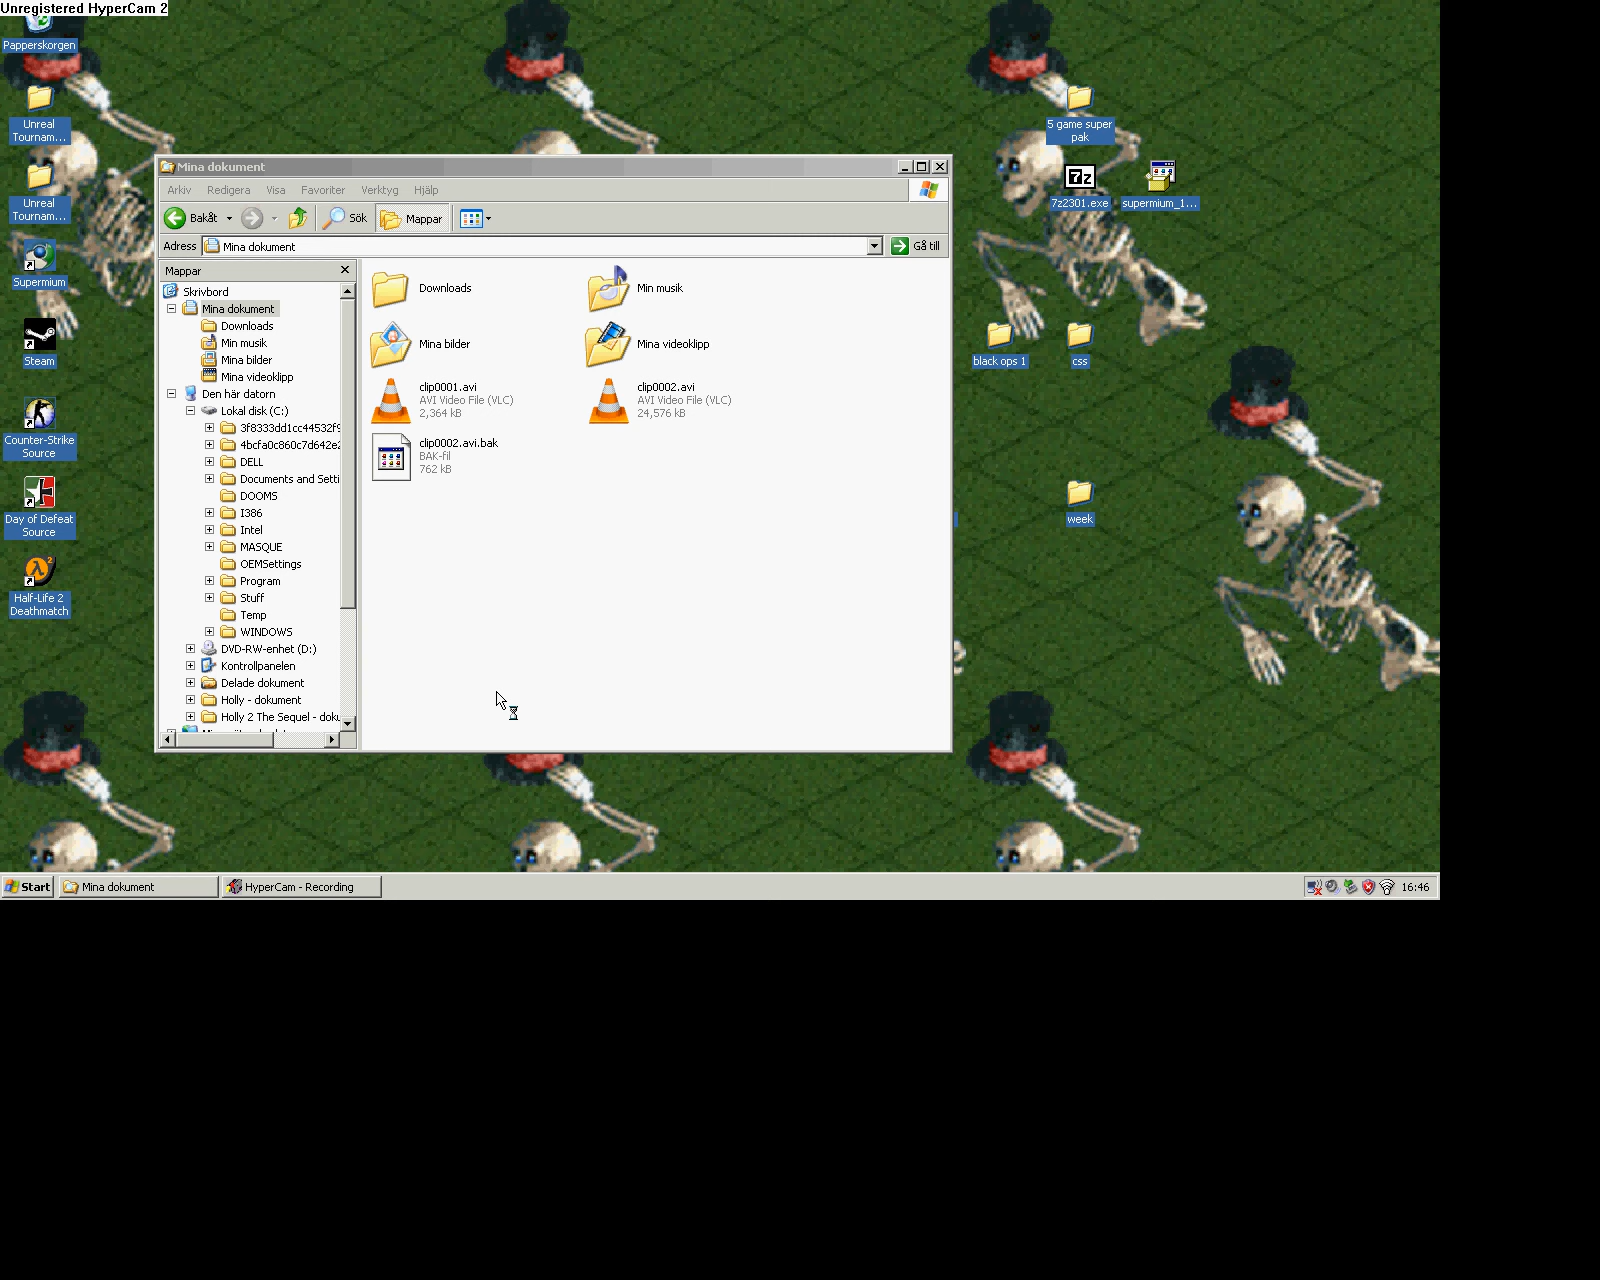 Unregistered HyperCam 2
Papperskorgen
Unreal
Tournam...
Unreal
Tournam...
Supermium
Steam
Counter-Strike
Source
Day of Defeat
Source
Half-Life 2
Deathmatch
5 game super
pak
7z
7z2301.exe
supermium_1...
black ops 1
css
week
Mina dokument
Arkiv Redigera Visa Favoriter Verktyg Hjälp
Bakåt Sök Mappar
Adress Mina dokument Gå till
Mappar
Skrivbord
Mina dokument
Downloads
Min musik
Mina bilder
Mina videoklipp
Den här datorn
Lokal disk (C:)
3f8333dd1cc44532f9
4bcfa0c860c7d642e2
DELL
Documents and Setti
DOOMS
I386
Intel
MASQUE
OEMSettings
Program
Stuff
Temp
WINDOWS
DVD-RW-enhet (D:)
Kontrollpanelen
Delade dokument
Holly - dokument
Holly 2 The Sequel - doku
Downloads
Min musik
Mina bilder
Mina videoklipp
clip0001.avi
AVI Video File (VLC)
2,364 kB
clip0002.avi
AVI Video File (VLC)
24,576 kB
clip0002.avi.bak
BAK-fil
762 kB
Start
Mina dokument
HyperCam - Recording
16:46